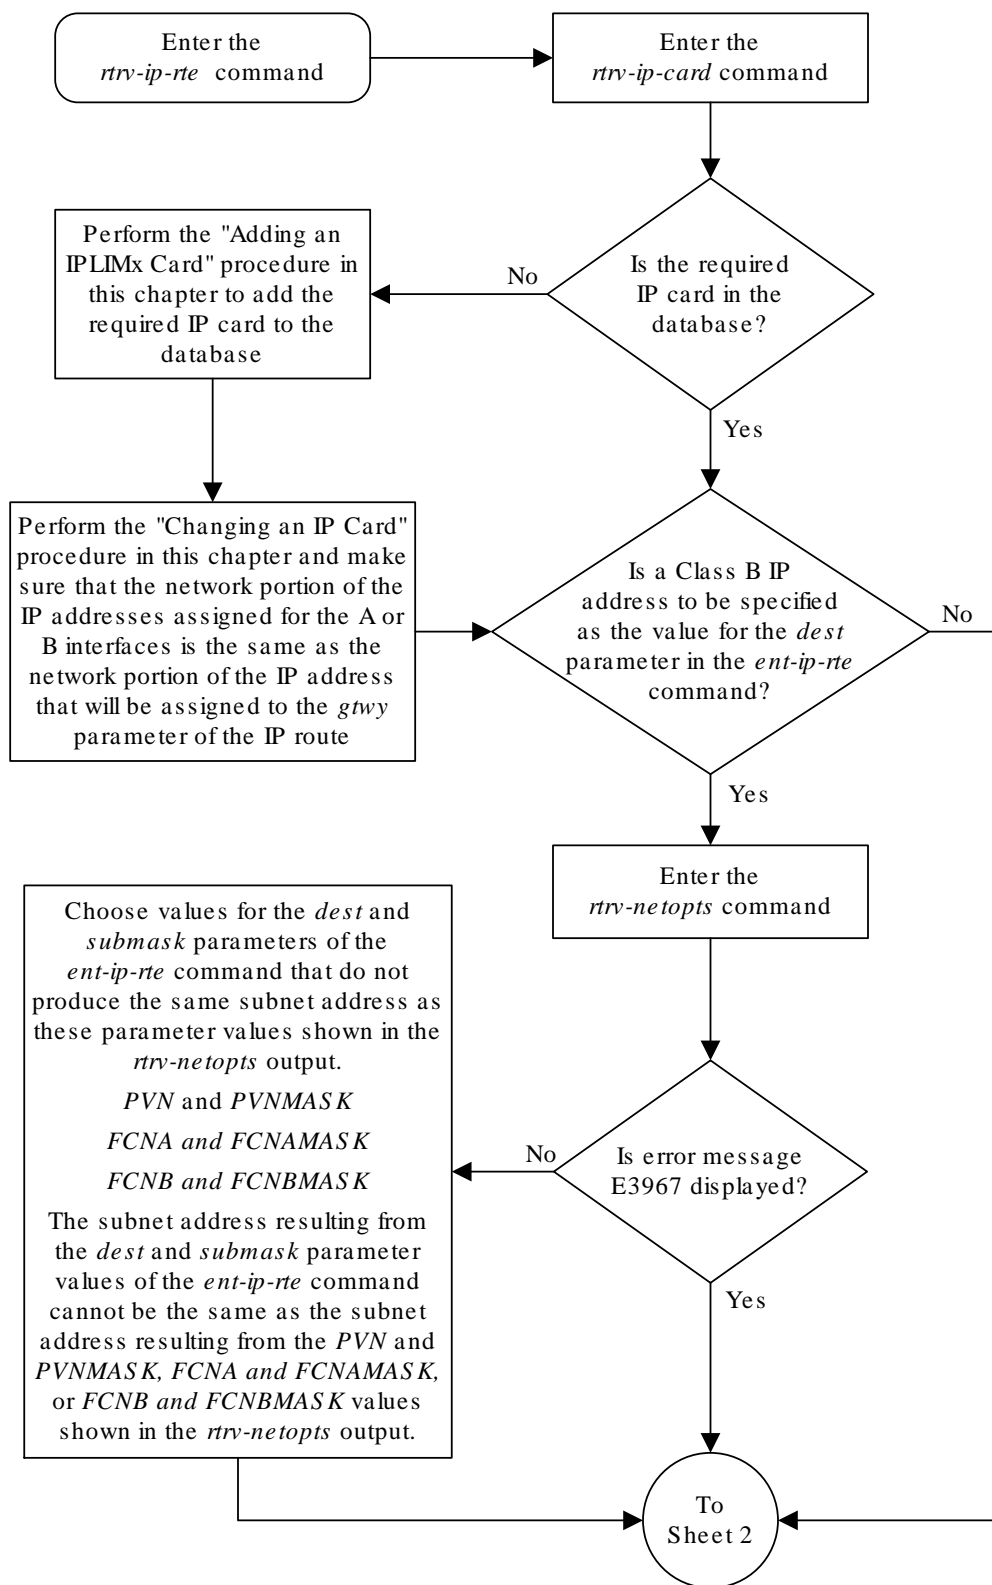 Enter the
rtrv-ip-rte command
Enter the
rtrv-ip-card command
Perform the "Adding an
IPLIMx Card" procedure in
this chapter to add the
required IP card to the
database
No
Is the required
IP card in the
database?
Yes
Perform the "Changing an IP Card"
procedure in this chapter and make
sure that the network portion of the
IP addresses assigned for the A or
B interfaces is the same as the
network portion of the IP address
that will be assigned to the gtwy
parameter of the IP route
Is a Class B IP
address to be specified
as the value for the dest
parameter in the ent-ip-rte
command?
No
Yes
Enter the
rtrv-netopts command
Choose values for the dest and
submask parameters of the
ent-ip-rte command that do not
produce the same subnet address as
these parameter values shown in the
rtrv-netopts output.
PVN and PVNMASK
FCNA and FCNAMASK
FCNB and FCNBMASK
The subnet address resulting from
the dest and submask parameter
values of the ent-ip-rte command
cannot be the same as the subnet
address resulting from the PVN and
PVNMASK, FCNA and FCNAMASK,
or FCNB and FCNBMASK values
shown in the rtrv-netopts output.
No
Is error message
E3967 displayed?
Yes
To
Sheet 2